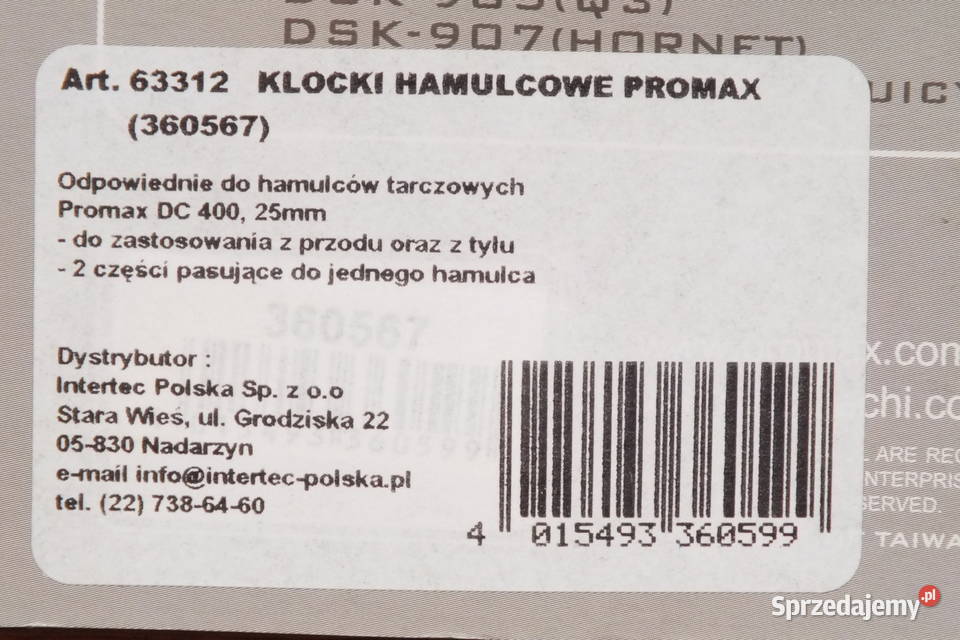 DSK-907(HORNET)
Art. 63312 KLOCKI HAMULCOWE PROMAX
(360567)
Odpowiednie do hamulców tarczowych
Promax DC 400, 25mm
- do zastosowania z przodu oraz z tyłu
- 2 części pasujące do jednego hamulca
360567
Dystrybutor :
Intertec Polska Sp. z o.o
Stara Wieś, ul. Grodziska 22
05-830 Nadarzyn
e-mail info@intertec-polska.pl
tel. (22) 738-64-60
4 015493 360599
ARE
TAIWA
Sprzedajemy.pl